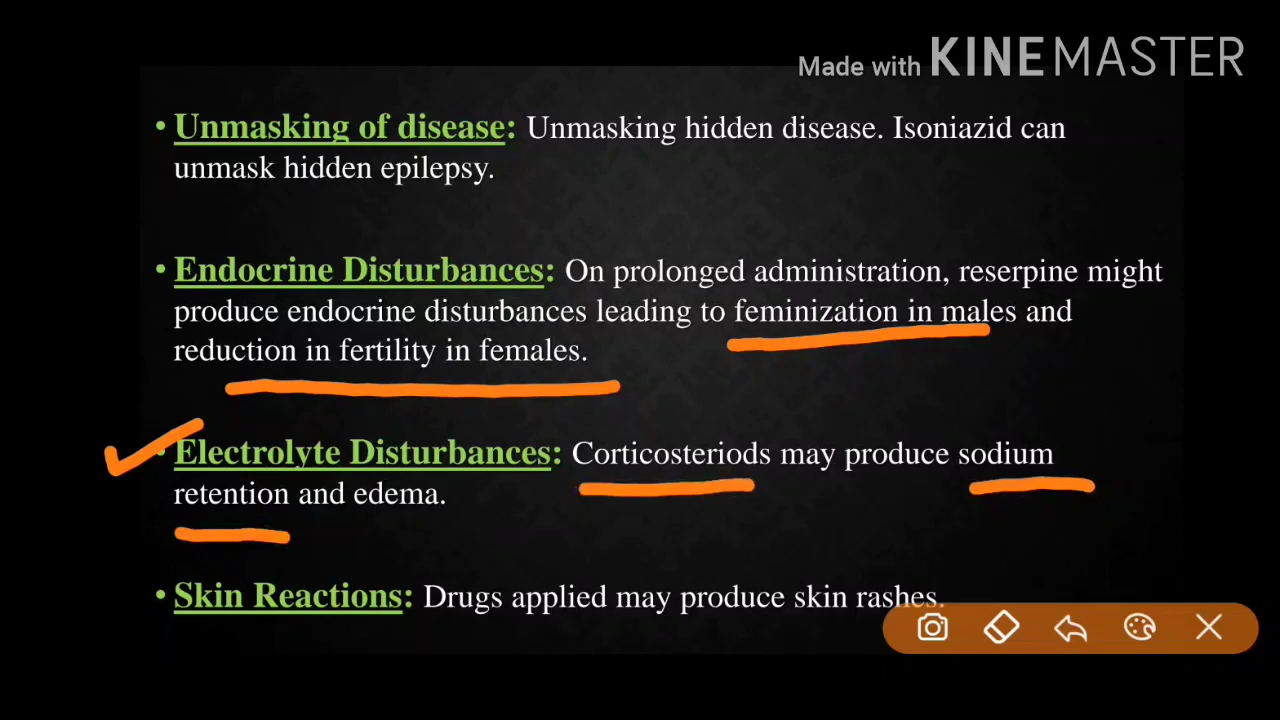 Made with KINEMASTER
• Unmasking of disease: Unmasking hidden disease. Isoniazid can
unmask hidden epilepsy.
• Endocrine Disturbances: On prolonged administration, reserpine might
produce endocrine disturbances leading to feminization in males and
reduction in fertility in females.
• Electrolyte Disturbances: Corticosteriods may produce sodium
retention and edema.
• Skin Reactions: Drugs applied may produce skin rashes.